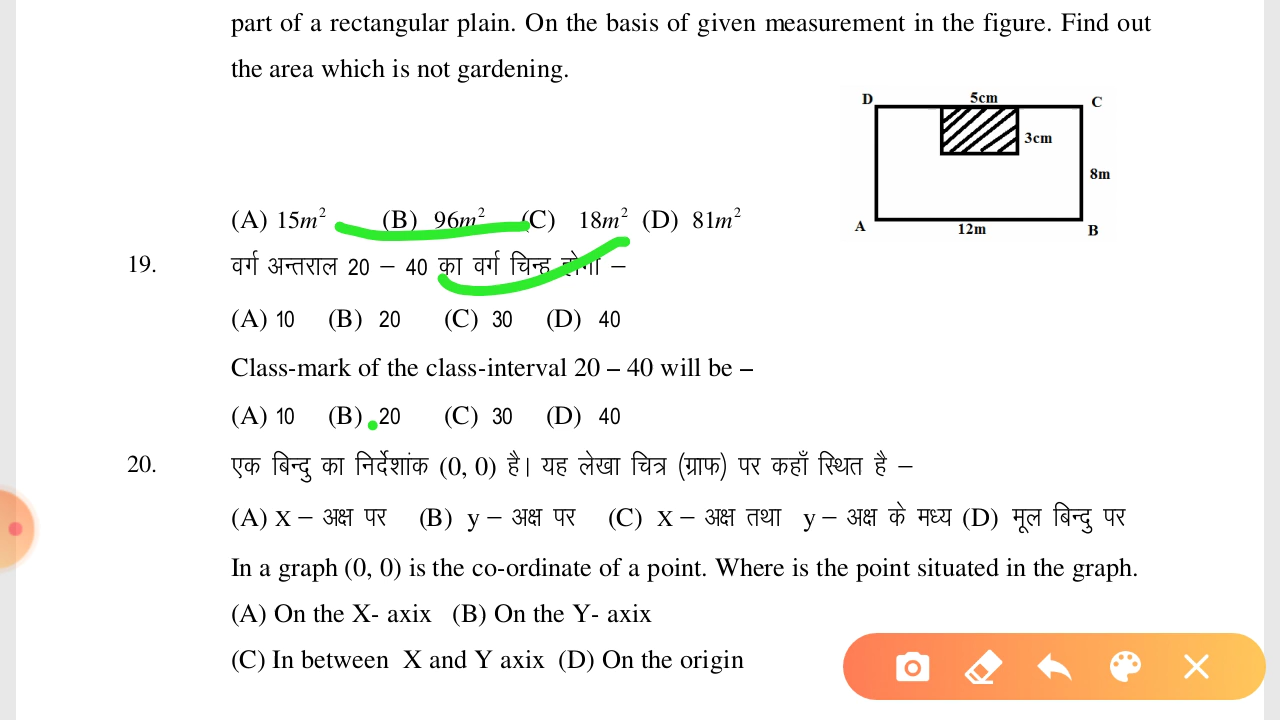 part of a rectangular plain. On the basis of given measurement in the figure. Find out
the area which is not gardening.
D 5cm C
3cm
8m
A 12m B
(A) 15m² (B) 96m² (C) 18m² (D) 81m²
19. वर्ग अन्तराल 20 – 40 का वर्ग चिन्ह होगा –
(A) 10 (B) 20 (C) 30 (D) 40
Class-mark of the class-interval 20 – 40 will be –
(A) 10 (B) 20 (C) 30 (D) 40
20. एक बिन्दु का निर्देशांक (0, 0) है। यह लेखा चित्र (ग्राफ) पर कहाँ स्थित है –
(A) X – अक्ष पर (B) y – अक्ष पर (C) X – अक्ष तथा y – अक्ष के मध्य (D) मूल बिन्दु पर
In a graph (0, 0) is the co-ordinate of a point. Where is the point situated in the graph.
(A) On the X- axix (B) On the Y- axix
(C) In between X and Y axix (D) On the origin